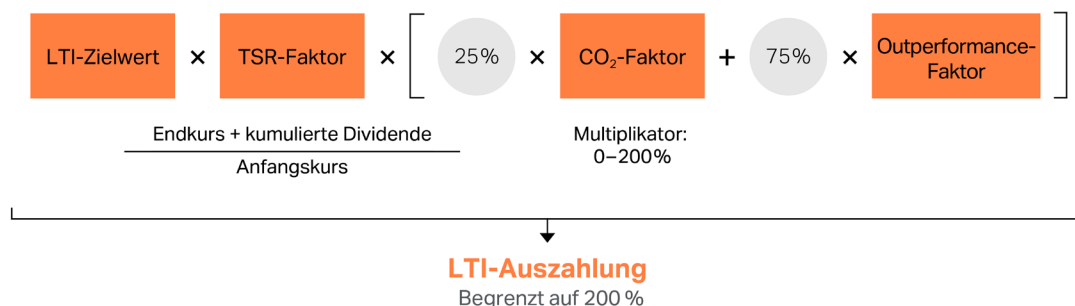 LTI-Zielwert × TSR-Faktor × [ 25% × CO₂-Faktor + 75% × Outperformance-
Faktor ]
Endkurs + kumulierte Dividende
Anfangskurs
Multiplikator:
0–200%
LTI-Auszahlung
Begrenzt auf 200 %